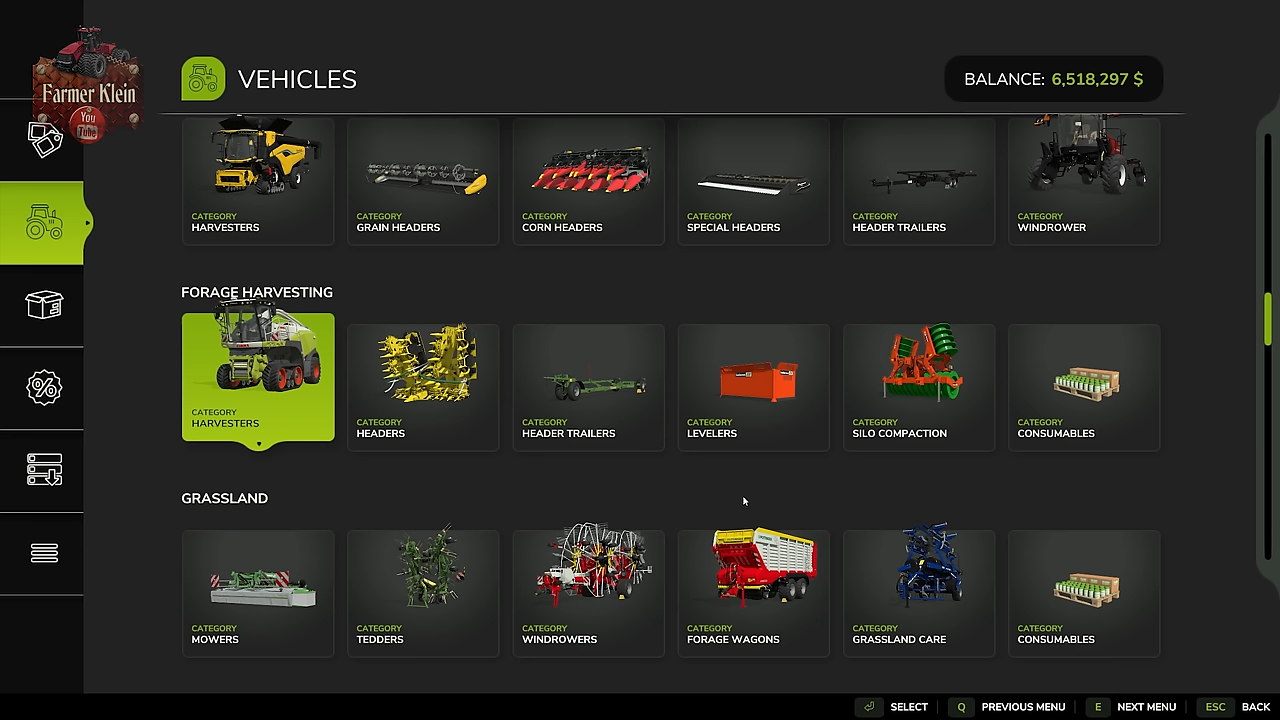 Farmer Klein
You
Tube
VEHICLES
BALANCE: 6,518,297 $
CATEGORY
HARVESTERS
CATEGORY
GRAIN HEADERS
CATEGORY
CORN HEADERS
CATEGORY
SPECIAL HEADERS
CATEGORY
HEADER TRAILERS
CATEGORY
WINDROWER
FORAGE HARVESTING
CATEGORY
HARVESTERS
CATEGORY
HEADERS
CATEGORY
HEADER TRAILERS
CATEGORY
LEVELERS
CATEGORY
SILO COMPACTION
CATEGORY
CONSUMABLES
GRASSLAND
CATEGORY
MOWERS
CATEGORY
TEDDERS
CATEGORY
WINDROWERS
CATEGORY
FORAGE WAGONS
CATEGORY
GRASSLAND CARE
CATEGORY
CONSUMABLES
SELECT
Q PREVIOUS MENU
E NEXT MENU
ESC BACK